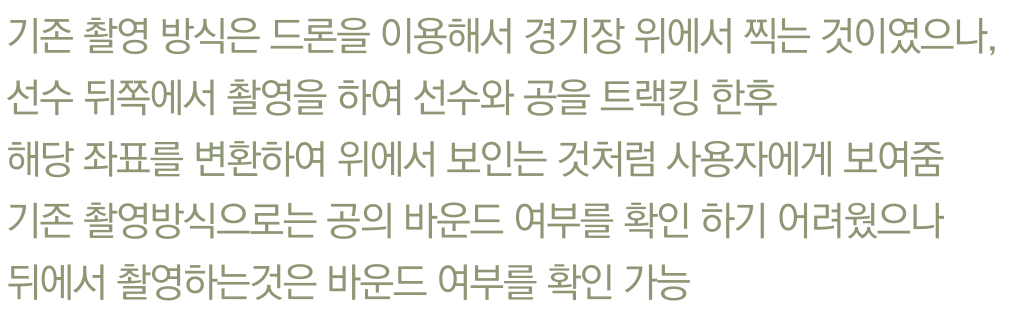 기존 촬영 방식은 드론을 이용해서 경기장 위에서 찍는 것이였으나,
선수 뒤쪽에서 촬영을 하여 선수와 공을 트랙킹 한후
해당 좌표를 변환하여 위에서 보인는 것처럼 사용자에게 보여줌
기존 촬영방식으로는 공의 바운드 여부를 확인 하기 어려웠으나
뒤에서 촬영하는것은 바운드 여부를 확인 가능